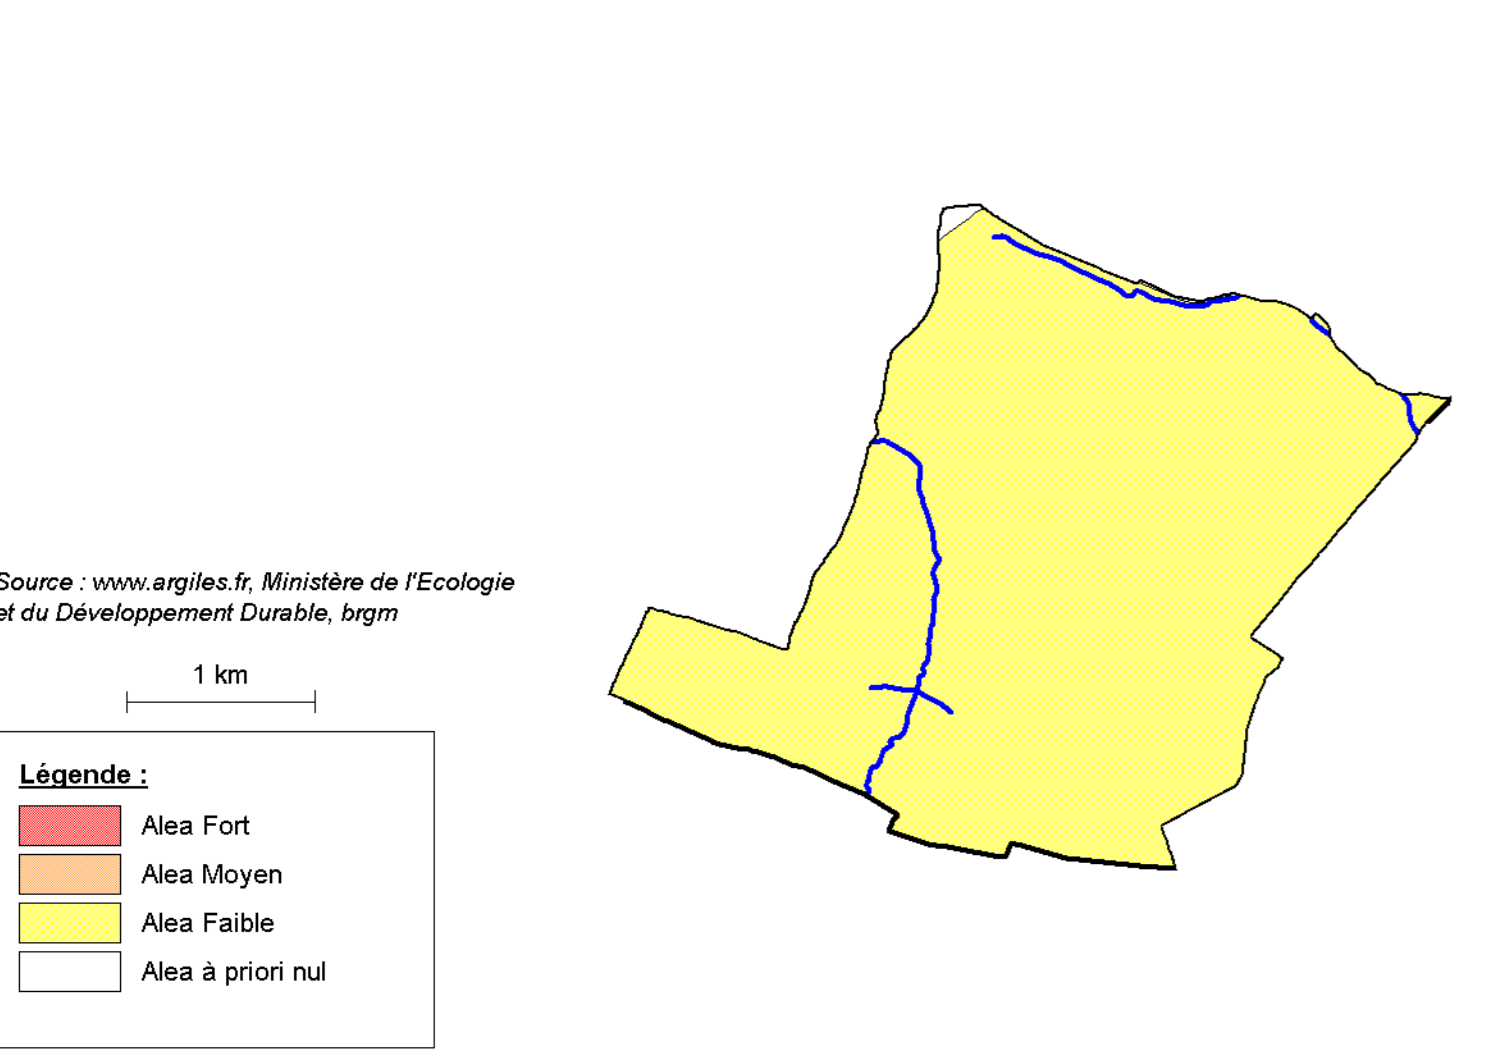 Source : www.argiles.fr, Ministère de l'Ecologie
et du Développement Durable, brgm
1 km
Légende :
Alea Fort
Alea Moyen
Alea Faible
Alea à priori nul